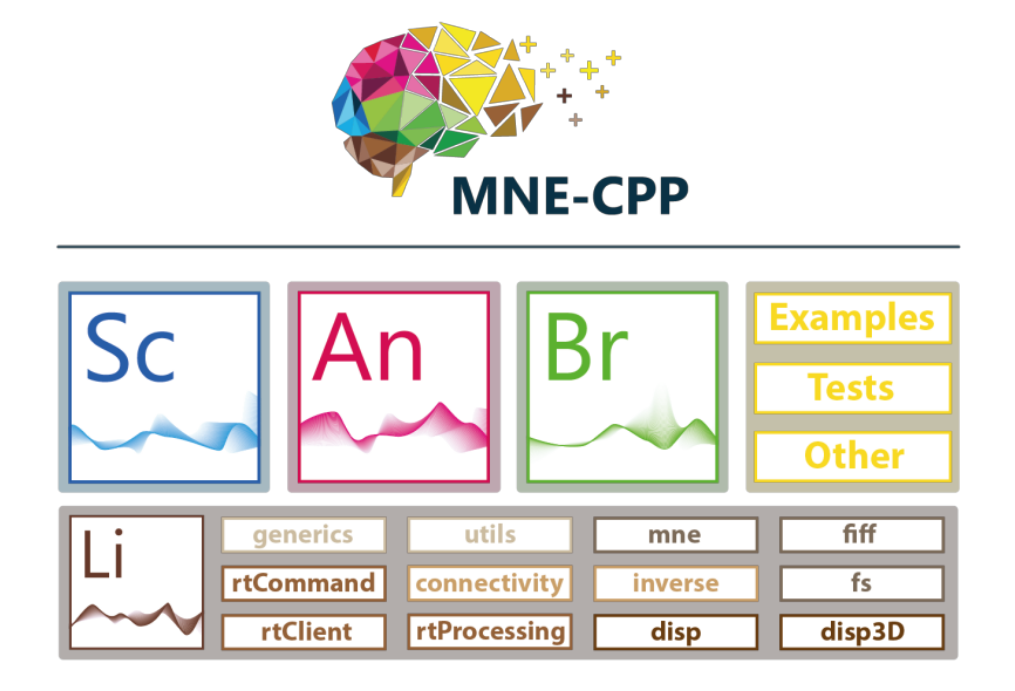 MNE-CPP
Sc
An
Br
Examples
Tests
Other
Li
generics
utils
mne
fiff
rtCommand
connectivity
inverse
fs
rtClient
rtProcessing
disp
disp3D